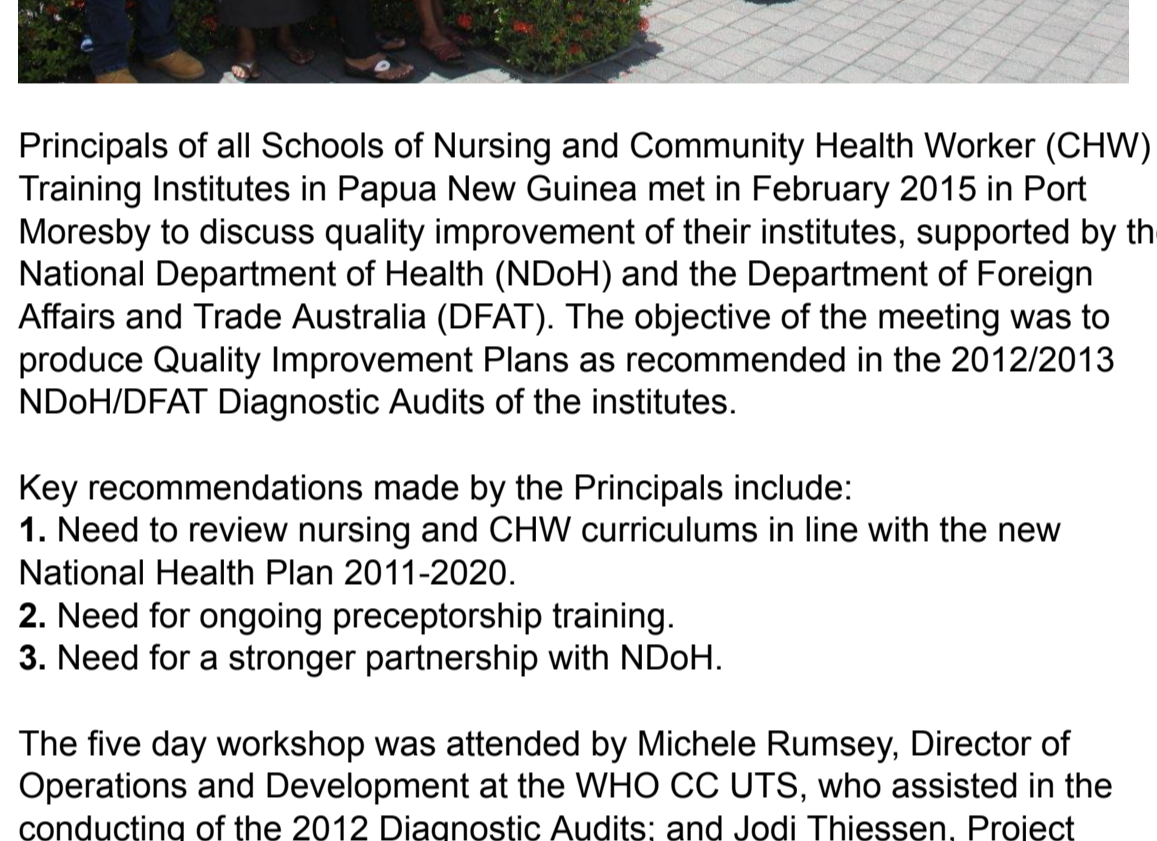 Principals of all Schools of Nursing and Community Health Worker (CHW)
Training Institutes in Papua New Guinea met in February 2015 in Port
Moresby to discuss quality improvement of their institutes, supported by the
National Department of Health (NDoH) and the Department of Foreign
Affairs and Trade Australia (DFAT). The objective of the meeting was to
produce Quality Improvement Plans as recommended in the 2012/2013
NDoH/DFAT Diagnostic Audits of the institutes.
Key recommendations made by the Principals include:
1. Need to review nursing and CHW curriculums in line with the new
National Health Plan 2011-2020.
2. Need for ongoing preceptorship training.
3. Need for a stronger partnership with NDoH.
The five day workshop was attended by Michele Rumsey, Director of
Operations and Development at the WHO CC UTS, who assisted in the
conducting of the 2012 Diagnostic Audits; and Jodi Thiessen, Project